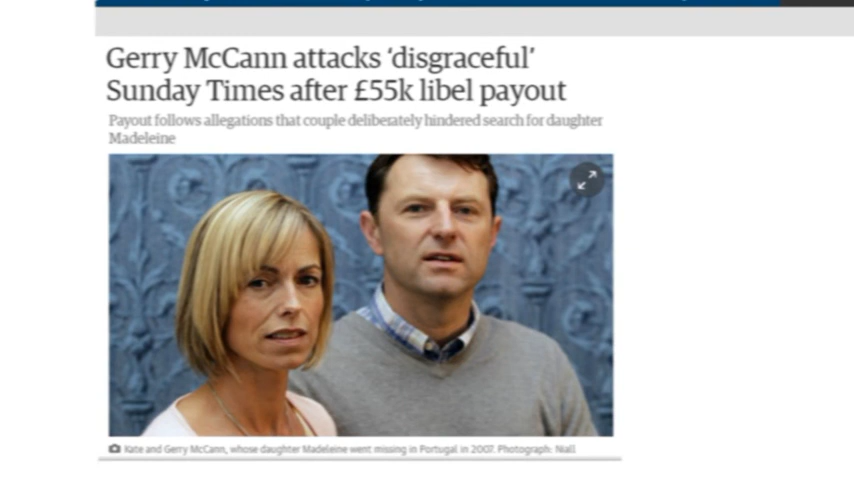 Gerry McCann attacks ‘disgraceful’
Sunday Times after £55k libel payout
Payout follows allegations that couple deliberately hindered search for daughter
Madeleine
Kate and Gerry McCann, whose daughter Madeleine went missing in Portugal in 2007. Photograph: Niall